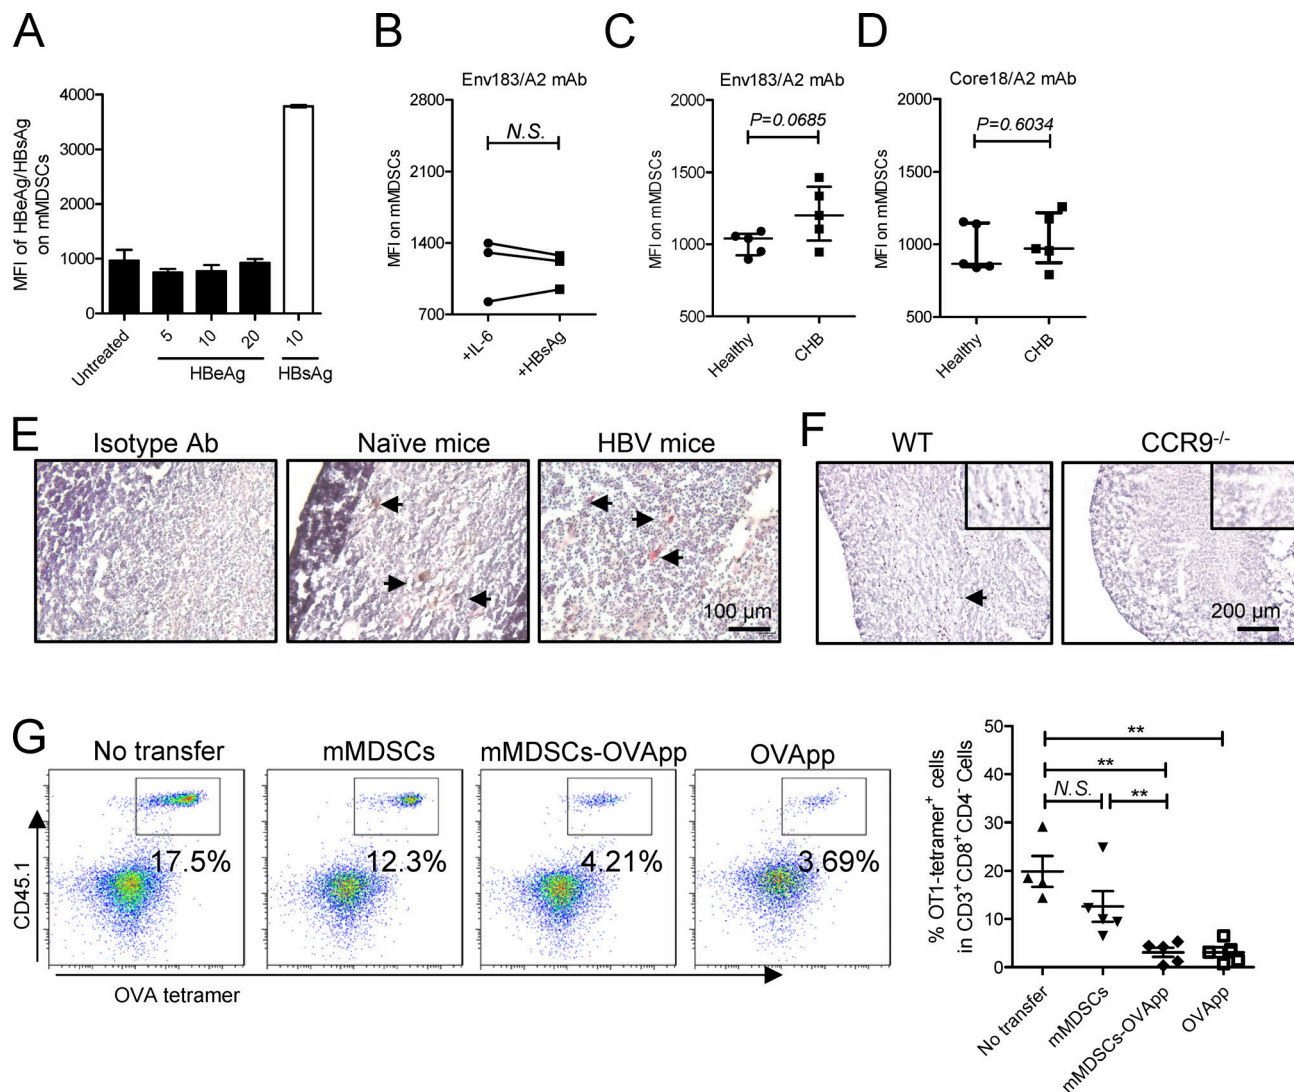 A
MFI of HBeAg/HBsAg
on mMDSCs
4000
3000
2000
1000
0
Untreated
5
10
20
10
HBeAg
HBsAg
B
Env183/A2 mAb
MFI on mMDSCs
2800
2100
1400
700
N.S.
+IL-6
+HBsAg
C
Env183/A2 mAb
MFI on mMDSCs
2000
1500
1000
500
P=0.0685
Healthy
CHB
D
Core18/A2 mAb
MFI on mMDSCs
2000
1500
1000
500
P=0.6034
Healthy
CHB
E
Isotype Ab
Naïve mice
HBV mice
100 µm
F
WT
CCR9-/-
200 µm
G
No transfer
mMDSCs
mMDSCs-OVApp
OVApp
17.5%
12.3%
4.21%
3.69%
CD45.1
OVA tetramer
% OT1-tetramer+ cells
in CD3+CD8+CD4- Cells
50
40
30
20
10
0
**
**
N.S.
**
No transfer
mMDSCs
mMDSCs-OVApp
OVApp